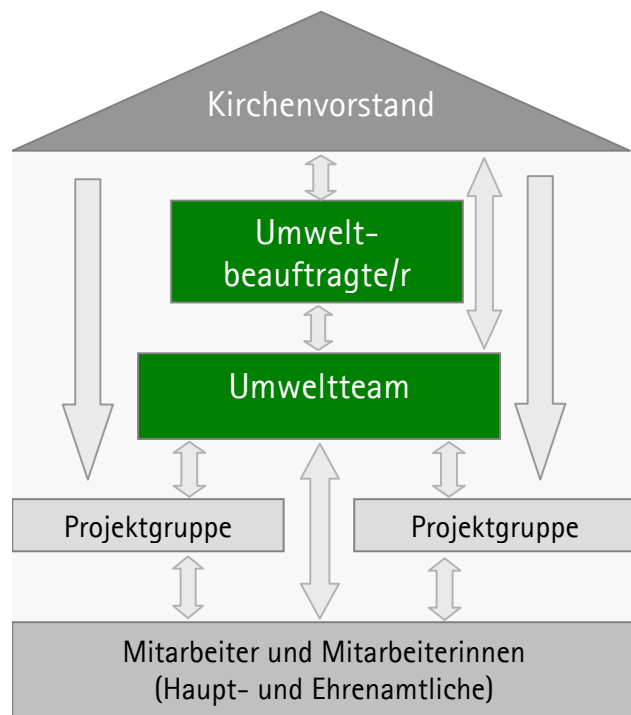 Kirchenvorstand
Umwelt-
beauftragte/r
Umweltteam
Projektgruppe
Projektgruppe
Mitarbeiter und Mitarbeiterinnen
(Haupt- und Ehrenamtliche)